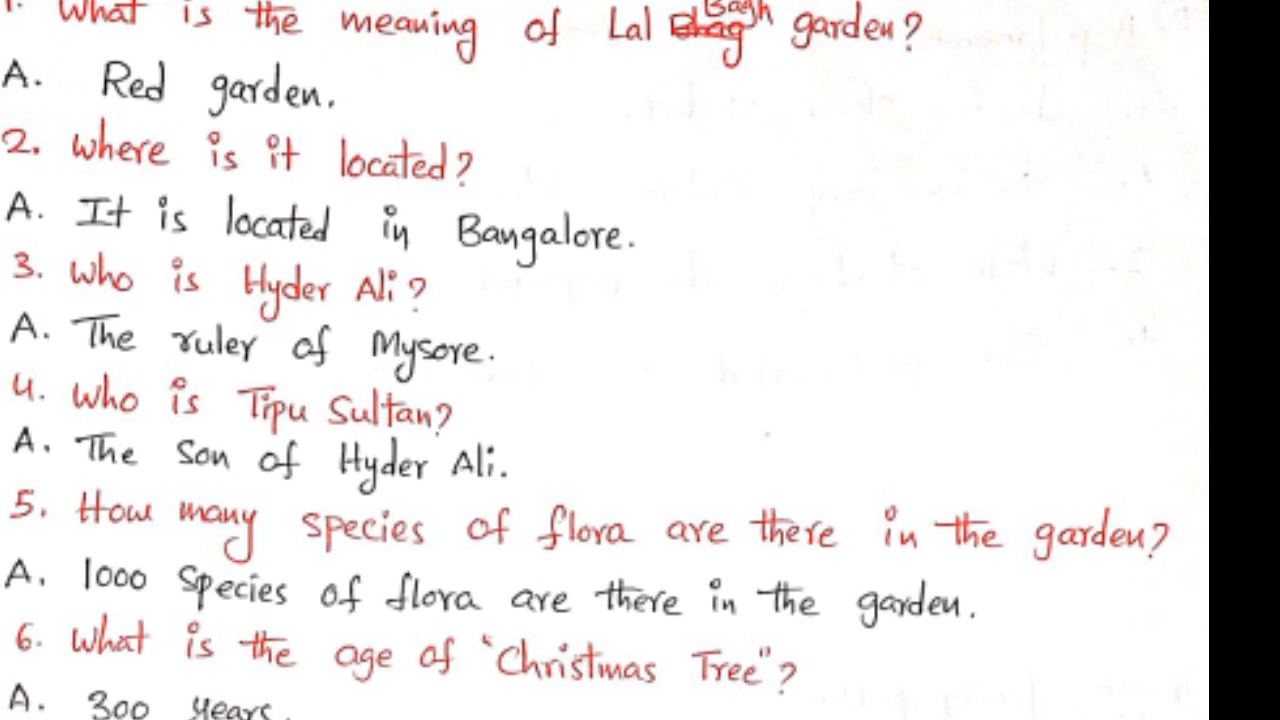 1. What is the meaning of Lal Bagh garden?
A. Red garden.
2. Where is it located?
A. It is located in Bangalore.
3. Who is Hyder Ali?
A. The ruler of Mysore.
4. Who is Tipu Sultan?
A. The Son of Hyder Ali.
5. How many species of flora are there in the garden?
A. 1000 Species of flora are there in the garden.
6. What is the age of "Christmas Tree"?
A. 300 years.